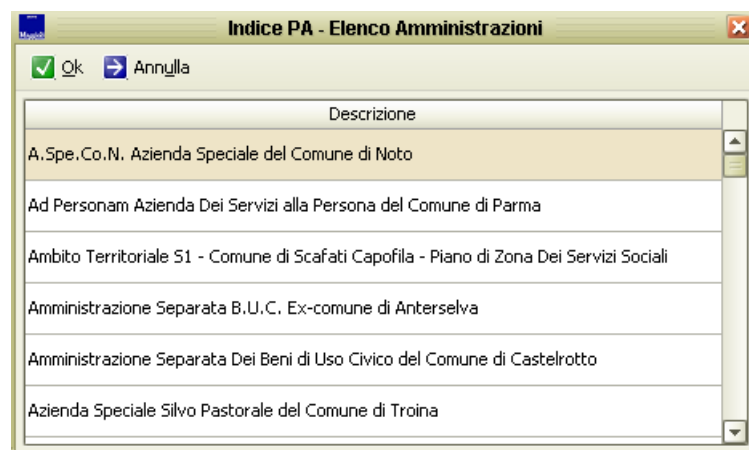 Maggioli
Indice PA - Elenco Amministrazioni
Ok Annulla
Descrizione
A.Spe.Co.N. Azienda Speciale del Comune di Noto
Ad Personam Azienda Dei Servizi alla Persona del Comune di Parma
Ambito Territoriale S1 - Comune di Scafati Capofila - Piano di Zona Dei Servizi Sociali
Amministrazione Separata B.U.C. Ex-comune di Anterselva
Amministrazione Separata Dei Beni di Uso Civico del Comune di Castelrotto
Azienda Speciale Silvo Pastorale del Comune di Troina